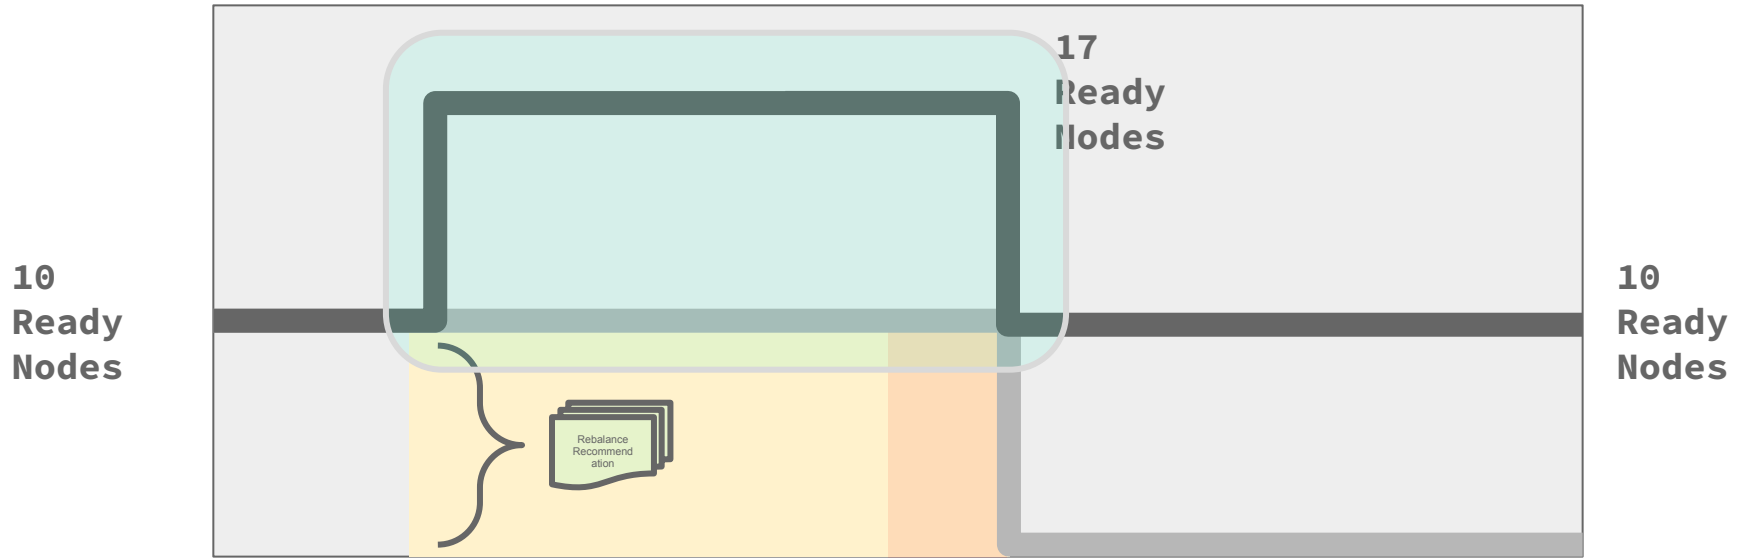 17
Ready
Nodes
10
Ready
Nodes
10
Ready
Nodes
Rebalance
Recommend
ation